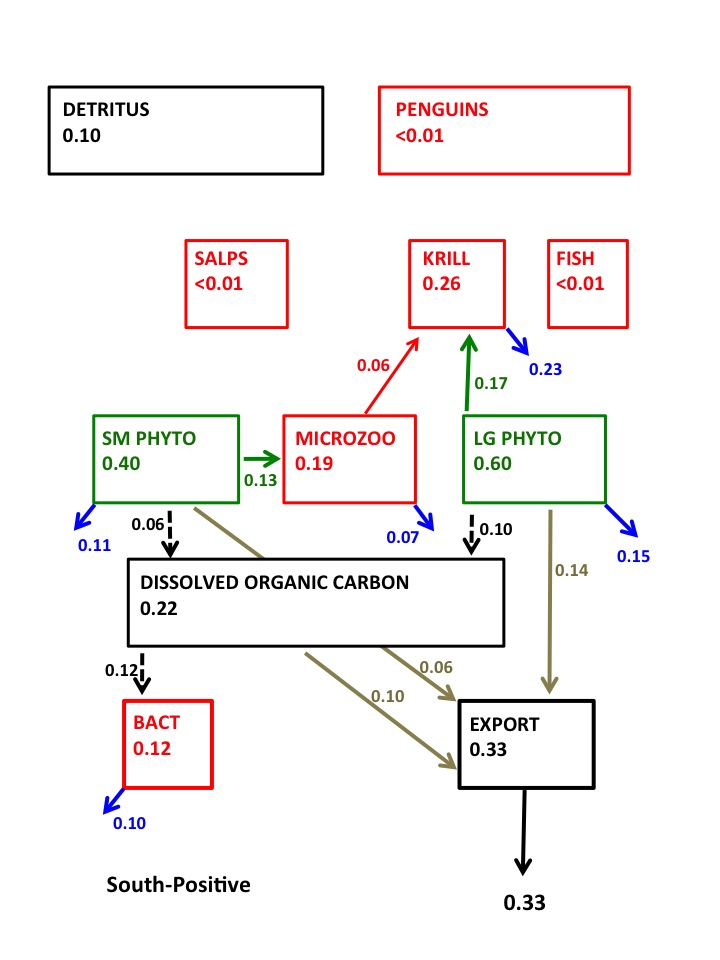 DETRITUS
0.10
PENGUINS
<0.01
SALPS
<0.01
KRILL
0.26
FISH
<0.01
0.06
0.17
0.23
SM PHYTO
0.40
0.13
MICROZOO
0.19
LG PHYTO
0.60
0.11
0.06
0.07
0.10
0.15
0.14
DISSOLVED ORGANIC CARBON
0.22
0.12
0.06
0.10
BACT
0.12
EXPORT
0.33
0.10
South-Positive
0.33